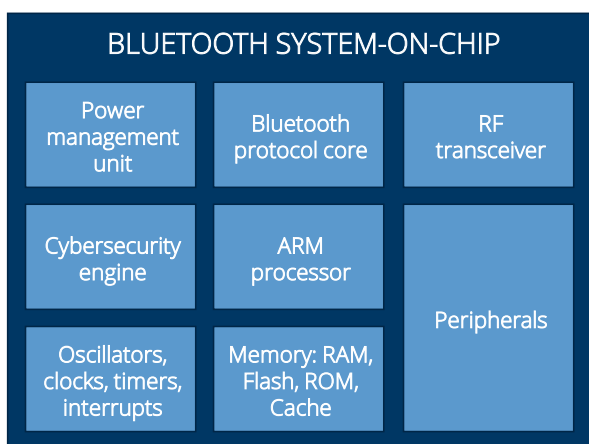 BLUETOOTH SYSTEM-ON-CHIP
Power
management
unit
Bluetooth
protocol core
RF
transceiver
Cybersecurity
engine
ARM
processor
Peripherals
Oscillators,
clocks, timers,
interrupts
Memory: RAM,
Flash, ROM,
Cache